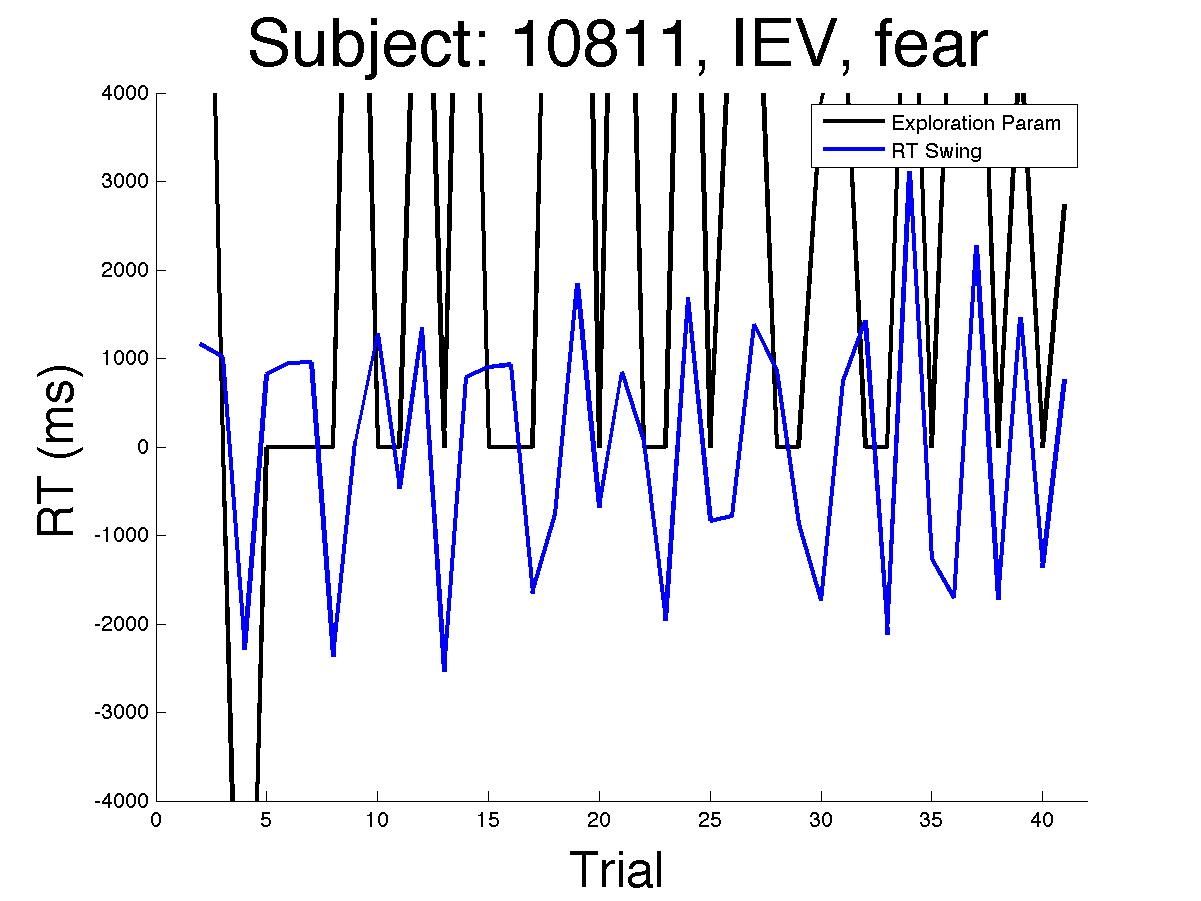 Subject: 10811, IEV, fear
Exploration Param
RT Swing
4000
3000
2000
1000
0
-1000
-2000
-3000
-4000
RT (ms)
0 5 10 15 20 25 30 35 40
Trial